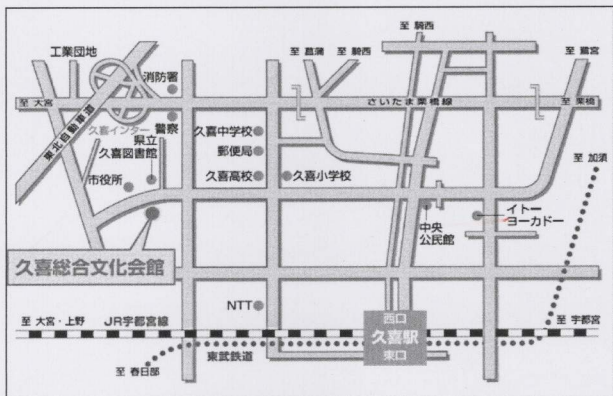 工業団地
消防署
至 菖蒲
至 騎西
至 騎西
至 鷲宮
至 大宮
さいたま栗橋線
至 栗橋
東北自動車道
久喜インター
警察
県立
久喜図書館
市役所
久喜中学校
郵便局
久喜高校
久喜小学校
至 加須
中央
公民館
イトー
ヨーカドー
久喜総合文化会館
NTT
至 大宮・上野
JR宇都宮線
西口
久喜駅
東口
至 宇都宮
東武鉄道
至 春日部